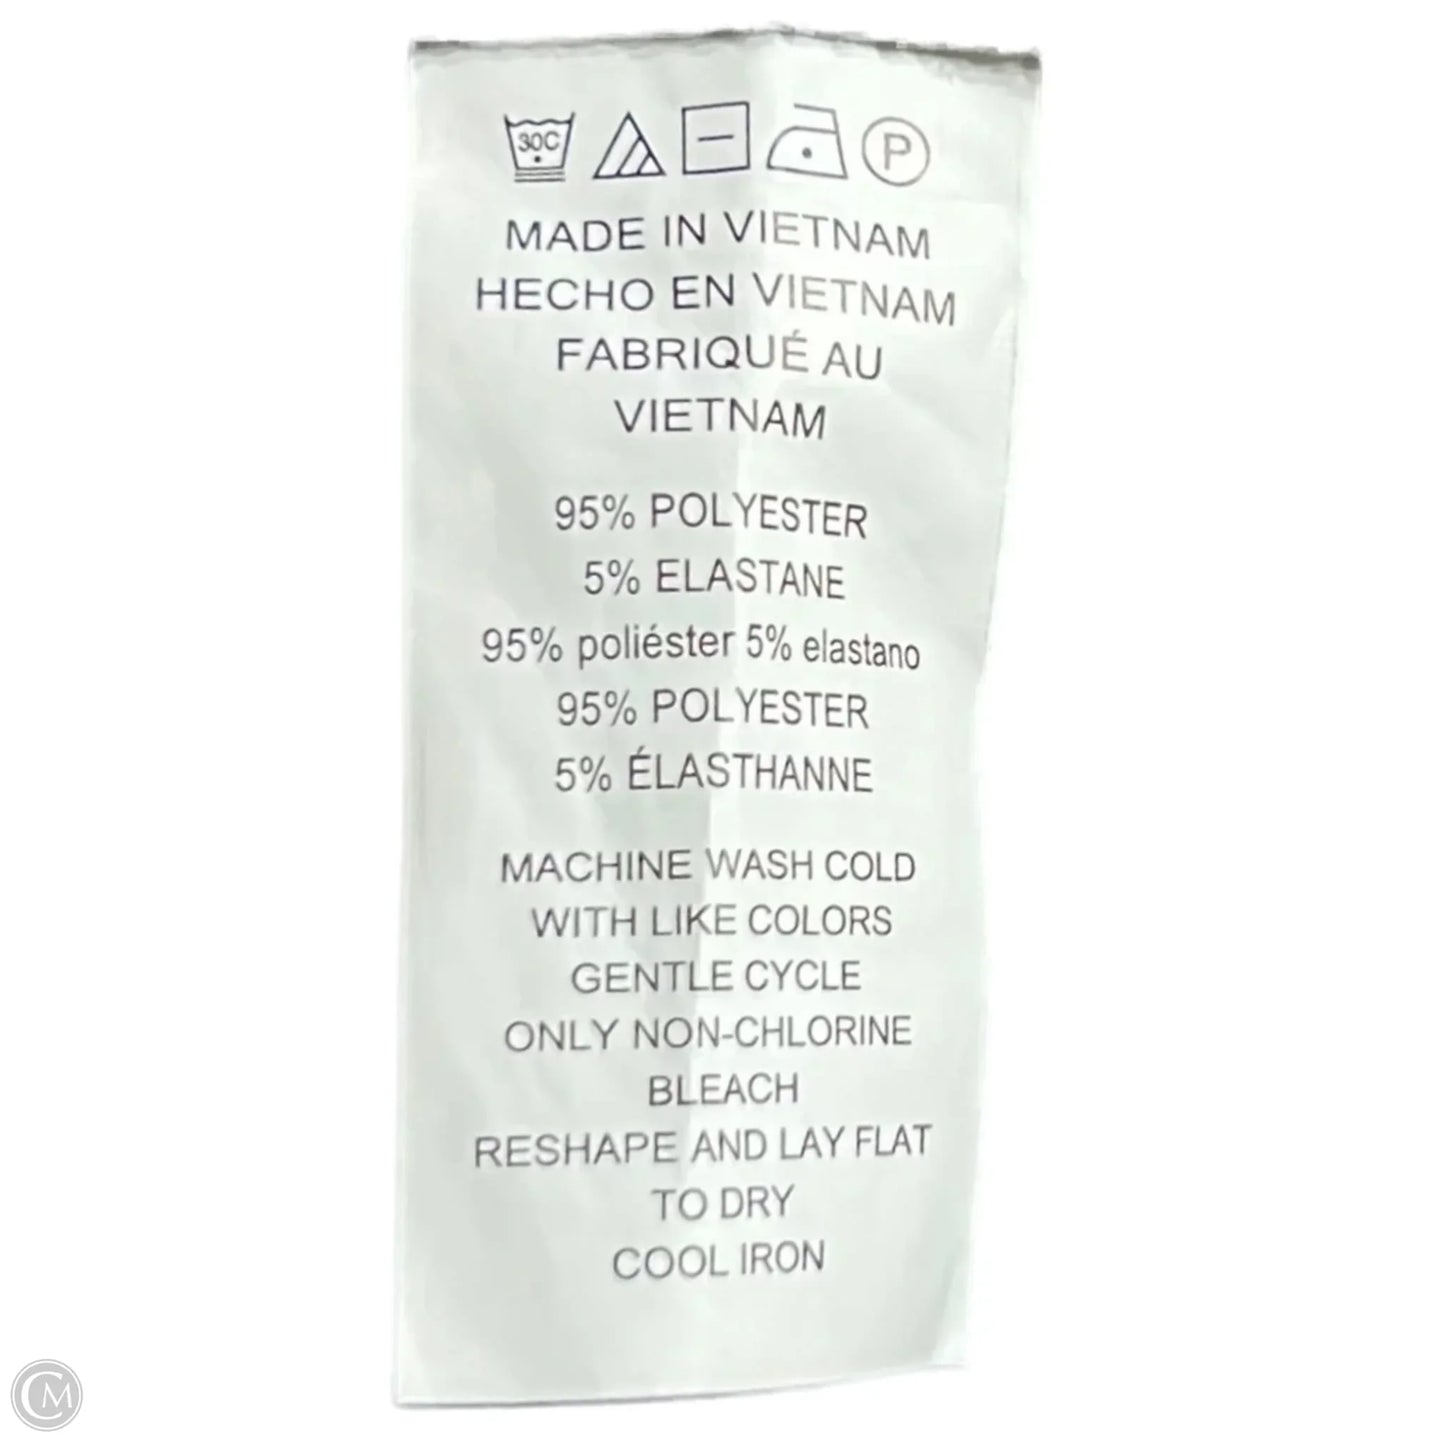 30C
P
MADE IN VIETNAM
HECHO EN VIETNAM
FABRIQUÉ AU
VIETNAM
95% POLYESTER
5% ELASTANE
95% poliéster 5% elastano
95% POLYESTER
5% ÉLASTHANNE
MACHINE WASH COLD
WITH LIKE COLORS
GENTLE CYCLE
ONLY NON-CHLORINE
BLEACH
RESHAPE AND LAY FLAT
TO DRY
COOL IRON
CM